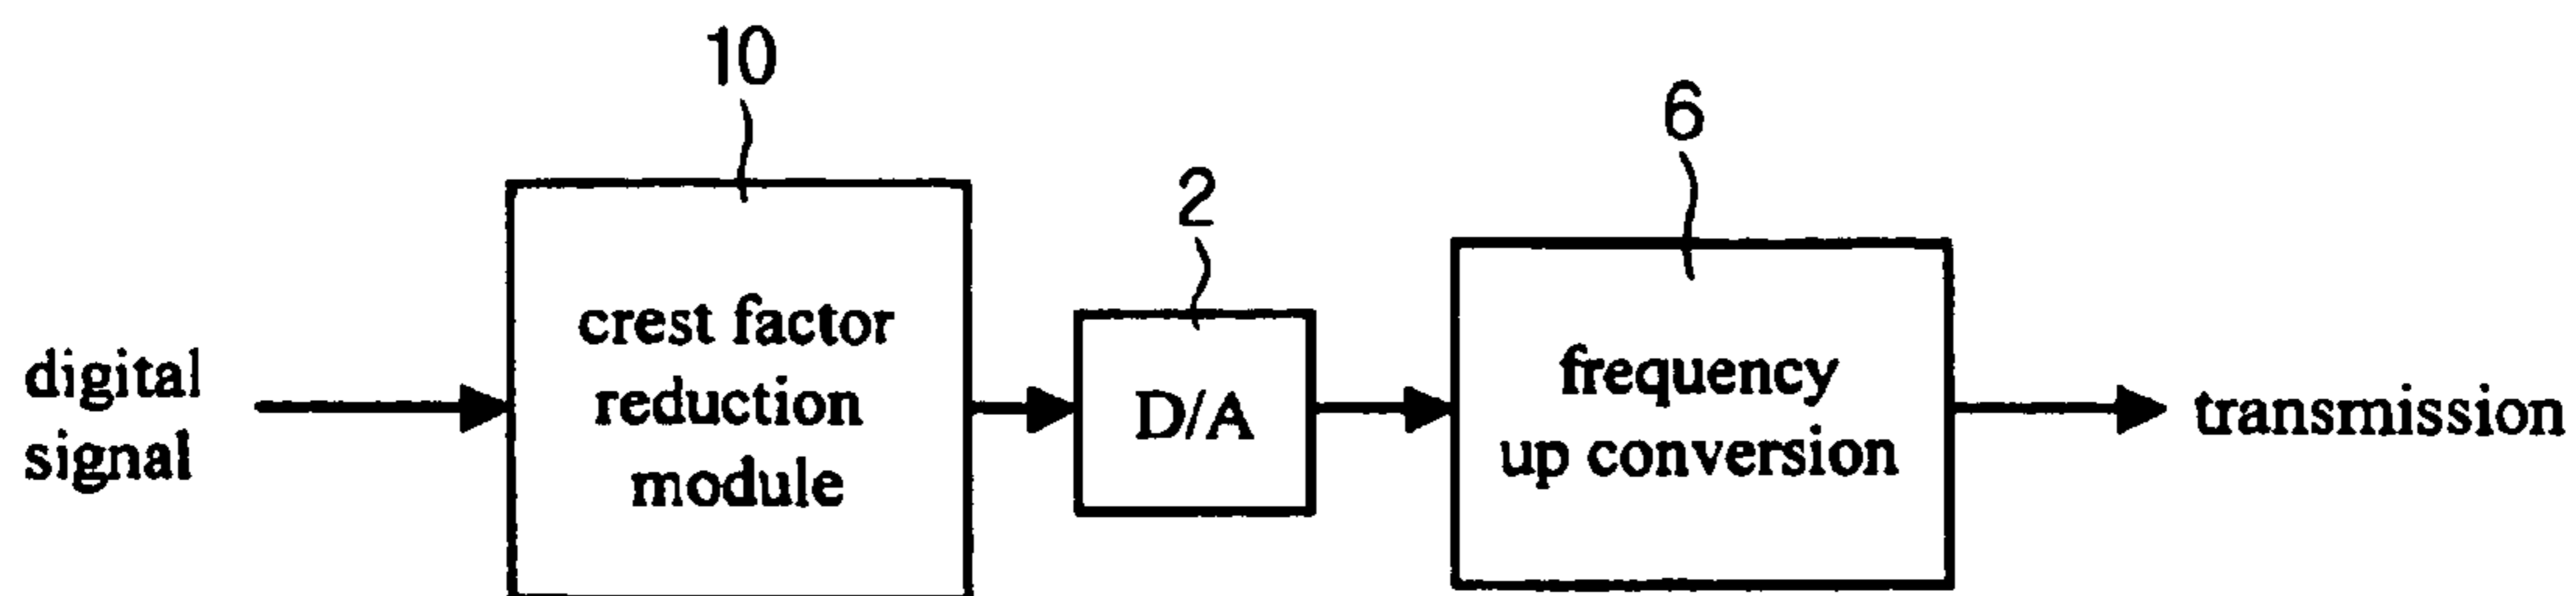 10
6
2
digital
signal
crest factor
reduction
module
D/A
frequency
up conversion
transmission